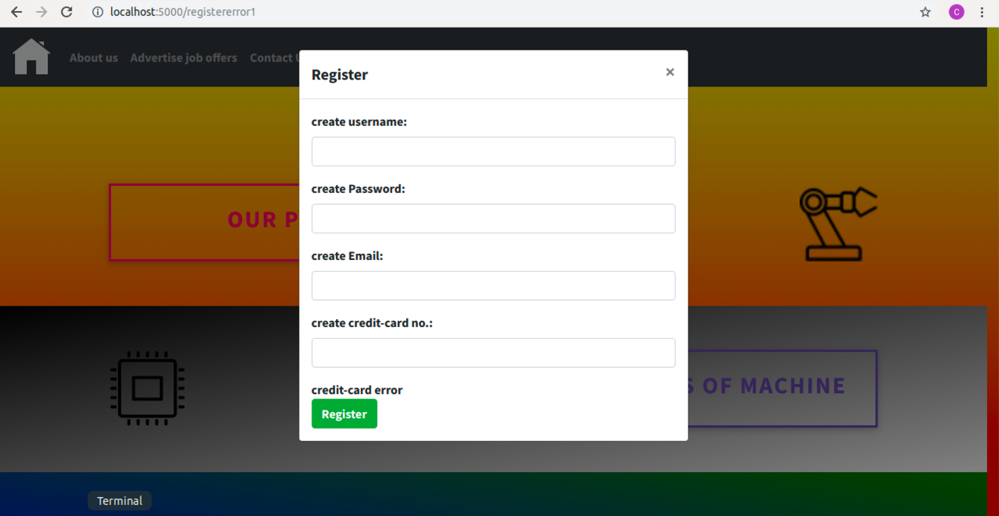 localhost:5000/registererror1
C
About us Advertise job offers Contact U
Register ×
create username:
create Password:
OUR P
create Email:
create credit-card no.:
S OF MACHINE
credit-card error
Register
Terminal